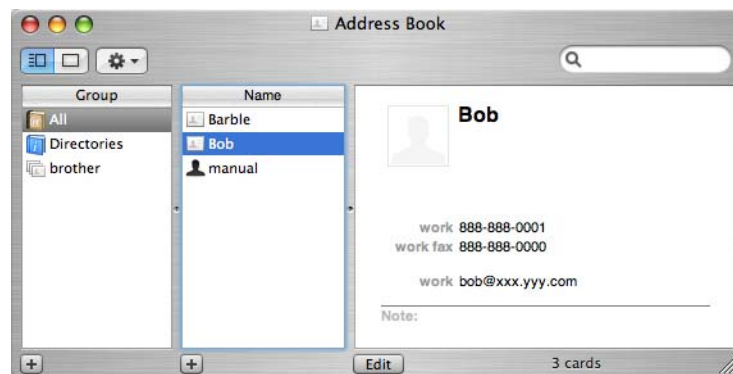 Address Book
Group
All
Directories
brother
Name
Barble
Bob
manual
Bob
work 888-888-0001
work fax 888-888-0000
work bob@xxx.yyy.com
Note:
Edit
3 cards